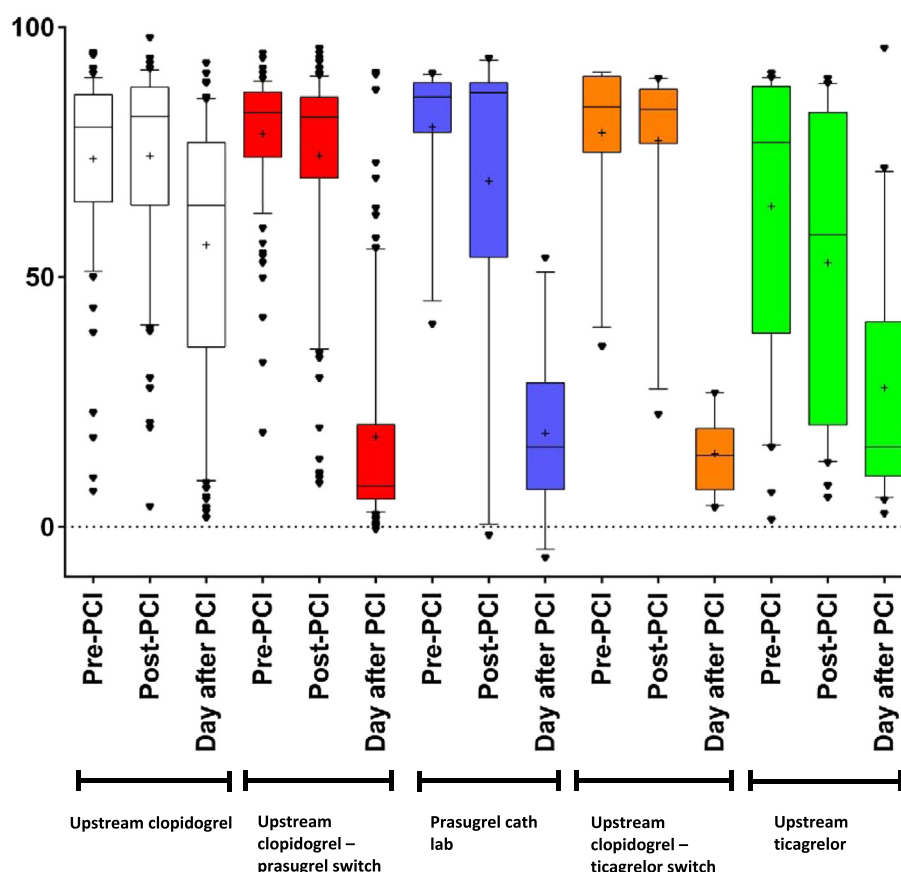 100
50
0
Pre-PCI
Post-PCI
Day after PCI
Pre-PCI
Post-PCI
Day after PCI
Pre-PCI
Post-PCI
Day after PCI
Pre-PCI
Post-PCI
Day after PCI
Pre-PCI
Post-PCI
Day after PCI
Upstream clopidogrel
Upstream
clopidogrel –
prasugrel switch
Prasugrel cath
lab
Upstream
clopidogrel –
ticagrelor switch
Upstream
ticagrelor